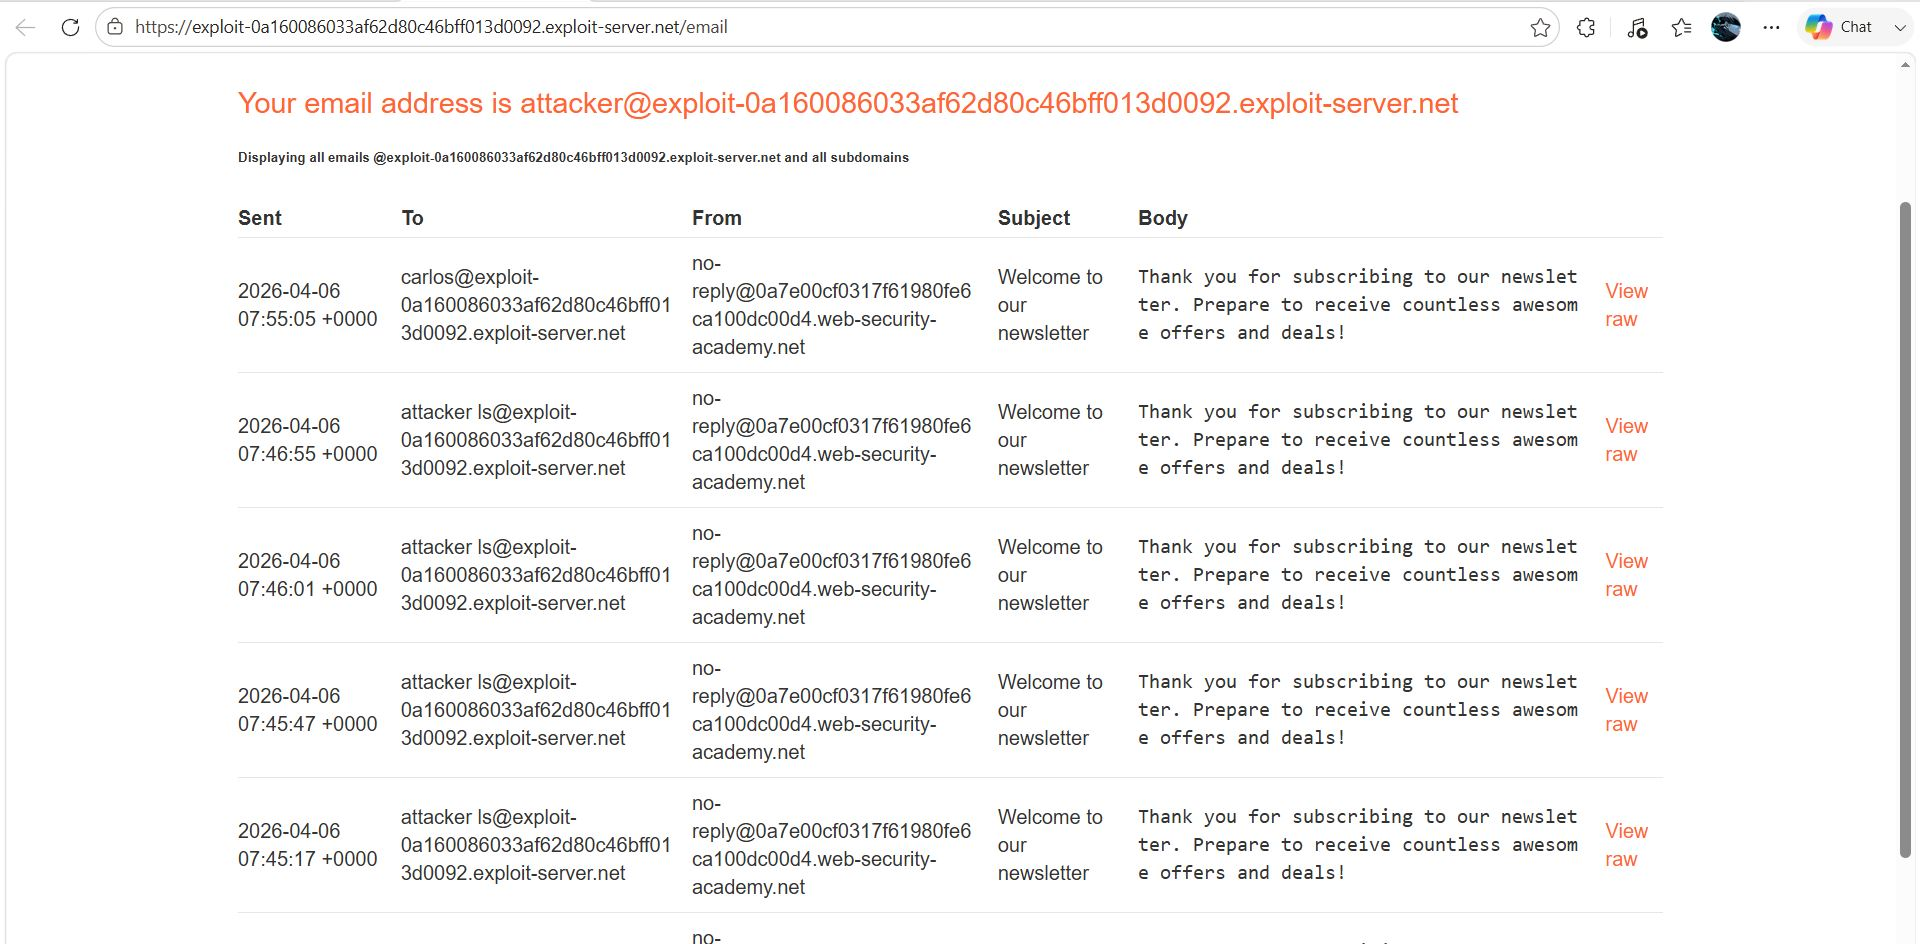 https://exploit-0a160086033af62d80c46bff013d0092.exploit-server.net/email
Chat
Your email address is attacker@exploit-0a160086033af62d80c46bff013d0092.exploit-server.net
Displaying all emails @exploit-0a160086033af62d80c46bff013d0092.exploit-server.net and all subdomains
Sent To From Subject Body
2026-04-06
07:55:05 +0000
carlos@exploit-
0a160086033af62d80c46bff01
3d0092.exploit-server.net
no-
reply@0a7e00cf0317f61980fe6
ca100dc00d4.web-security-
academy.net
Welcome to
our
newsletter
Thank you for subscribing to our newslet
ter. Prepare to receive countless awesom
e offers and deals!
View
raw
2026-04-06
07:46:55 +0000
attacker ls@exploit-
0a160086033af62d80c46bff01
3d0092.exploit-server.net
no-
reply@0a7e00cf0317f61980fe6
ca100dc00d4.web-security-
academy.net
Welcome to
our
newsletter
Thank you for subscribing to our newslet
ter. Prepare to receive countless awesom
e offers and deals!
View
raw
2026-04-06
07:46:01 +0000
attacker ls@exploit-
0a160086033af62d80c46bff01
3d0092.exploit-server.net
no-
reply@0a7e00cf0317f61980fe6
ca100dc00d4.web-security-
academy.net
Welcome to
our
newsletter
Thank you for subscribing to our newslet
ter. Prepare to receive countless awesom
e offers and deals!
View
raw
2026-04-06
07:45:47 +0000
attacker ls@exploit-
0a160086033af62d80c46bff01
3d0092.exploit-server.net
no-
reply@0a7e00cf0317f61980fe6
ca100dc00d4.web-security-
academy.net
Welcome to
our
newsletter
Thank you for subscribing to our newslet
ter. Prepare to receive countless awesom
e offers and deals!
View
raw
2026-04-06
07:45:17 +0000
attacker ls@exploit-
0a160086033af62d80c46bff01
3d0092.exploit-server.net
no-
reply@0a7e00cf0317f61980fe6
ca100dc00d4.web-security-
academy.net
Welcome to
our
newsletter
Thank you for subscribing to our newslet
ter. Prepare to receive countless awesom
e offers and deals!
View
raw
no-